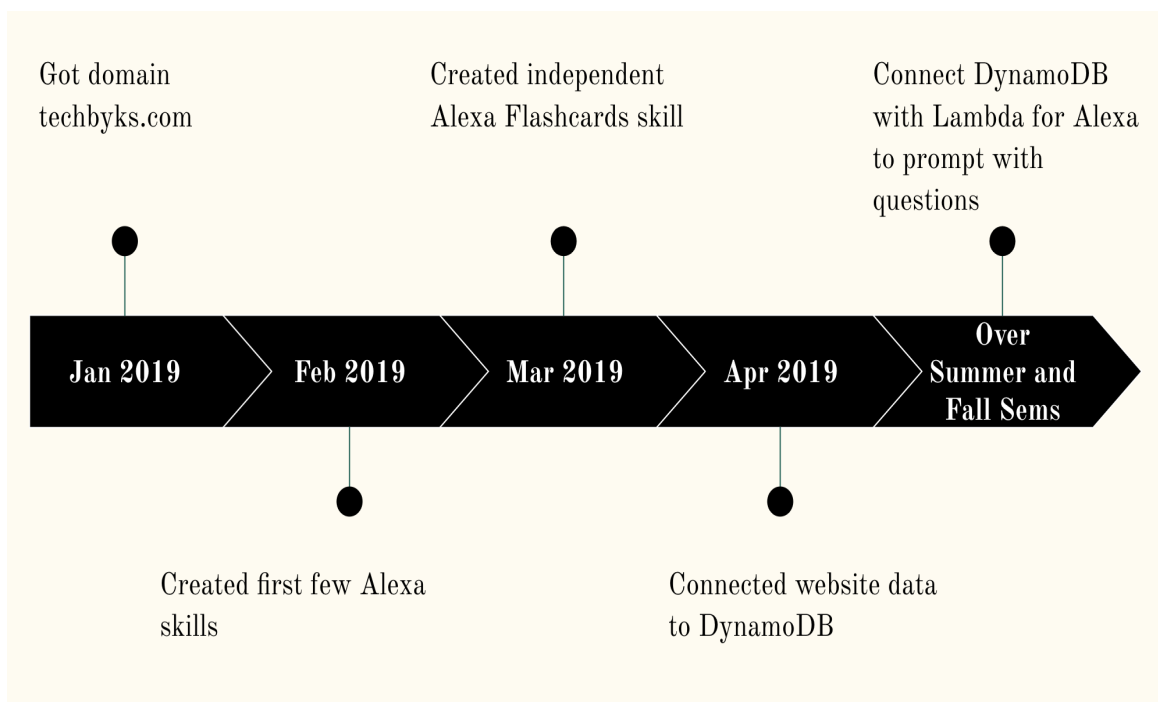 Got domain
techbyks.com
Created independent
Alexa Flashcards skill
Connect DynamoDB
with Lambda for Alexa
to prompt with
questions
Jan 2019
Feb 2019
Mar 2019
Apr 2019
Over
Summer and
Fall Sems
Created first few Alexa
skills
Connected website data
to DynamoDB